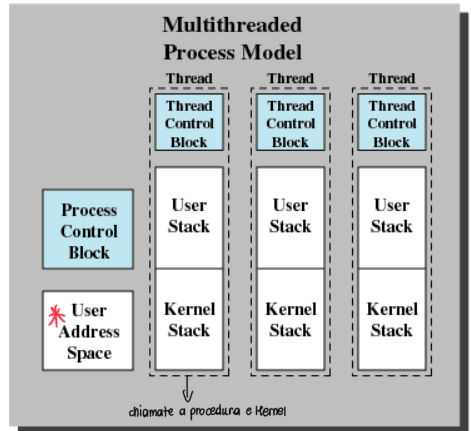 Multithreaded
Process Model
Thread Thread Thread
Thread
Control
Block
Thread
Control
Block
Thread
Control
Block
User
Stack
User
Stack
User
Stack
Process
Control
Block
User
Address
Space
Kernel
Stack
Kernel
Stack
Kernel
Stack
chiamate a procedura e Kernel